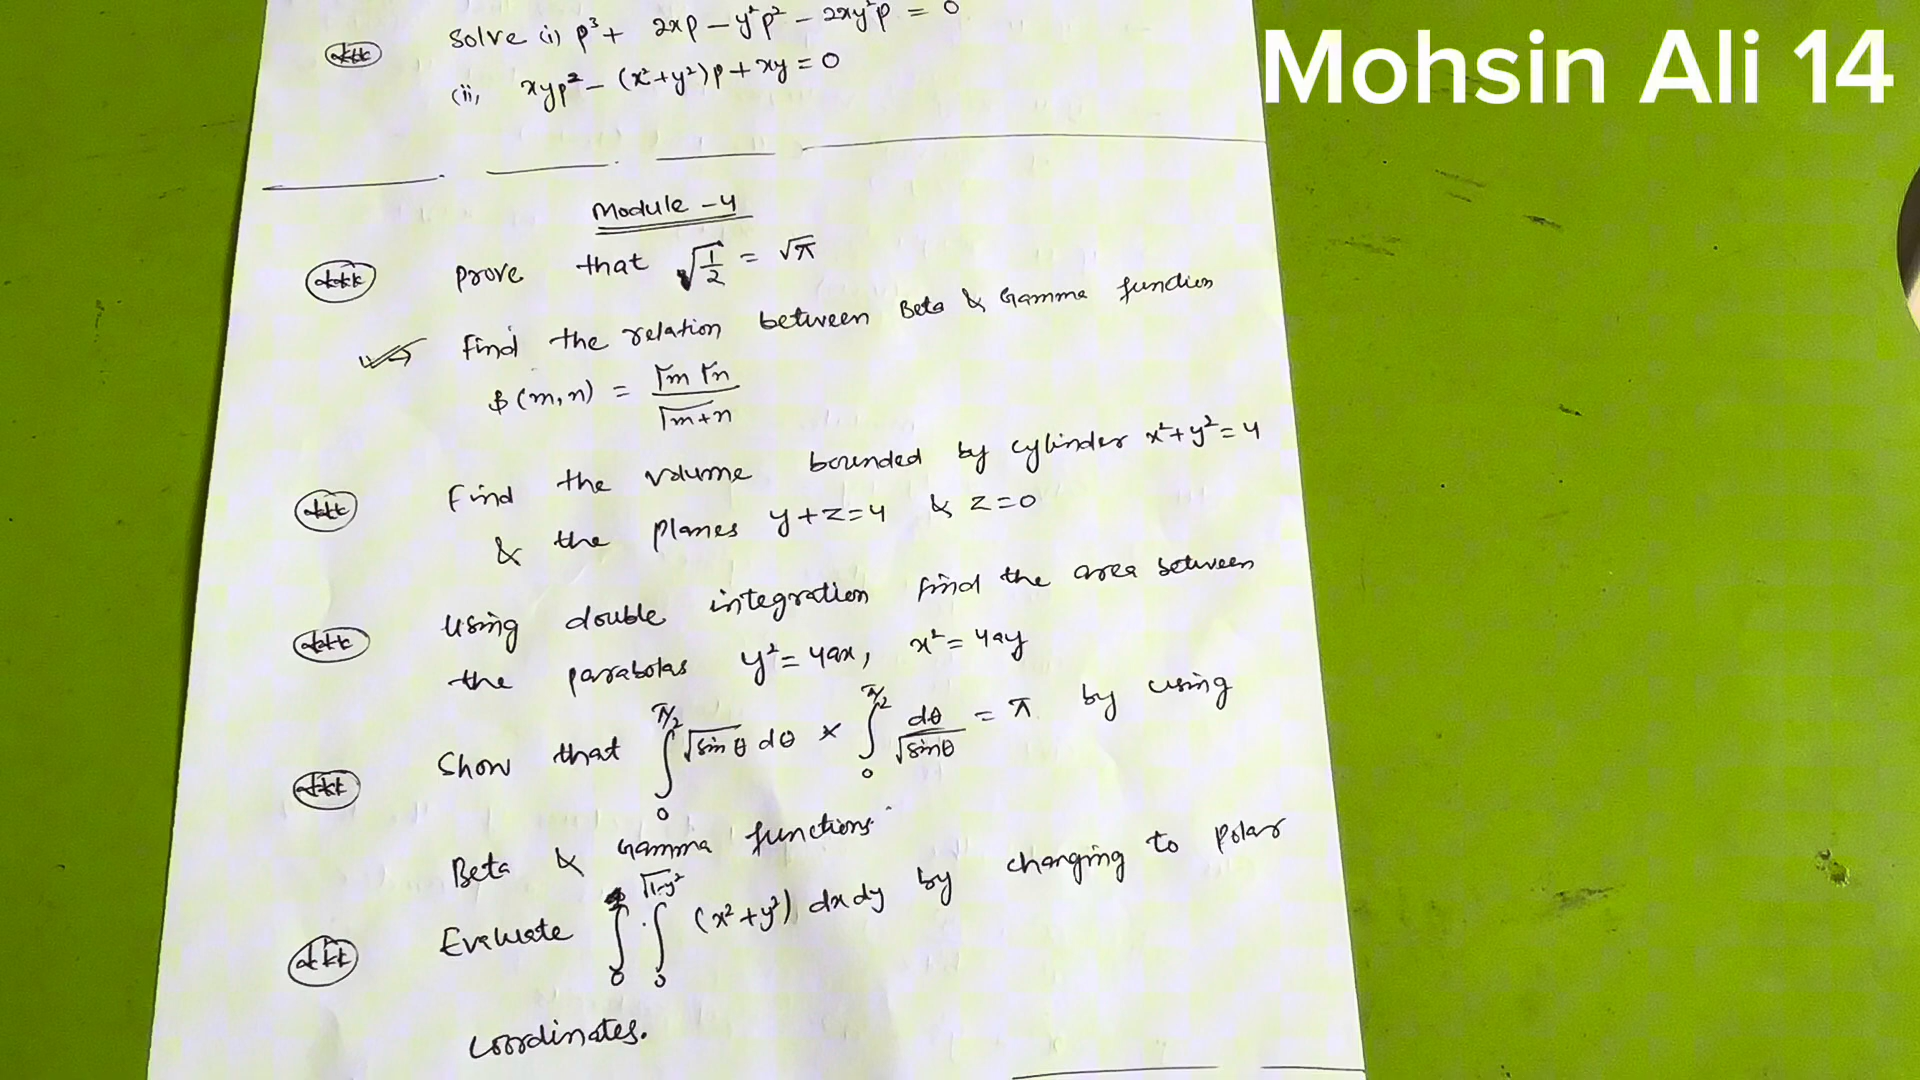 Solve (i) p³ + 2xp − y²p² − 2xy²p = 0
(ii) xyp² − (x²+y²)p + xy = 0
Mohsin Ali 14
Module - 4
Prove that √(1/2) = √π
Find the relation between Beta & Gamma function
β(m,n) = Γm Γn / Γm+n
Find the volume bounded by cylinder x²+y²=4
& the planes y+z=4 & z=0
Using double integration find the area between
the parabolas y²=4ax, x²=4ay
Show that ∫₀^(π/2) √sin θ dθ × ∫₀^(π/2) dθ/√sinθ = π by using
Beta & Gamma functions.
Evaluate ∫₀ ∫₀^√(1-y²) (x²+y²) dxdy by changing to polar
coordinates.